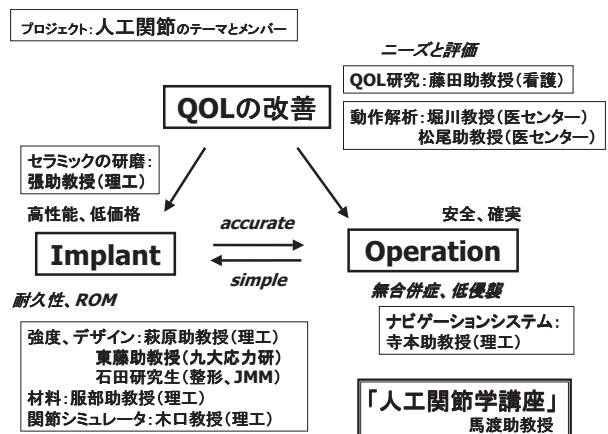 プロジェクト：人工関節のテーマとメンバー
ニーズと評価
QOL研究：藤田助教授（看護）
QOLの改善
動作解析：堀川教授（医センター）
松尾助教授（医センター）
セラミックの研磨：
張助教授（理工）
高性能、低価格
accurate
安全、確実
Implant
Operation
simple
耐久性、ROM
無合併症、低侵襲
強度、デザイン：萩原助教授（理工）
東藤助教授（九大応力研）
石田研究生（整形、JMM）
材料：服部助教授（理工）
関節シミュレータ：木口教授（理工）
ナビゲーションシステム：
寺本助教授（理工）
「人工関節学講座」
馬渡助教授